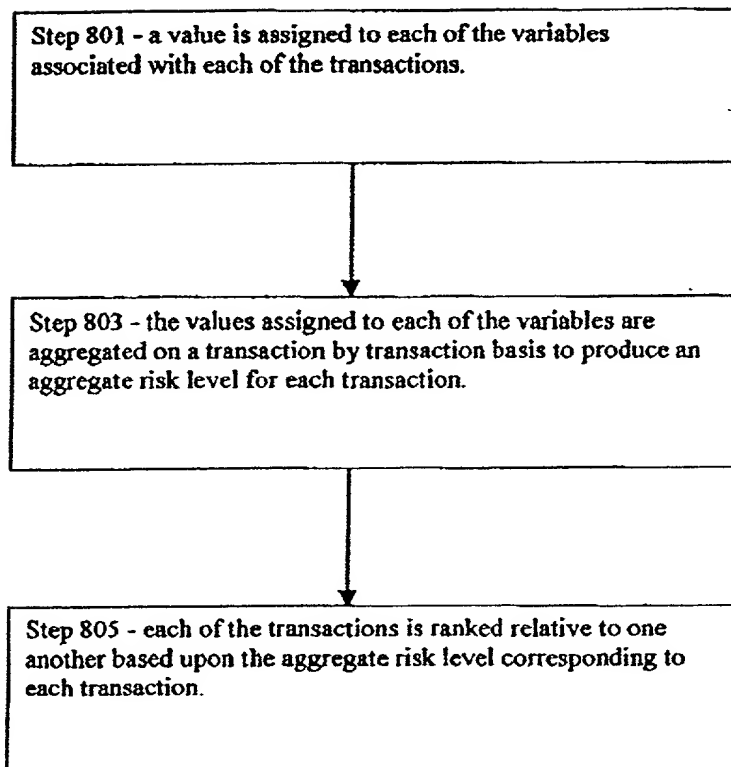 Step 801 - a value is assigned to each of the variables
associated with each of the transactions.
Step 803 - the values assigned to each of the variables are
aggregated on a transaction by transaction basis to produce an
aggregate risk level for each transaction.
Step 805 - each of the transactions is ranked relative to one
another based upon the aggregate risk level corresponding to
each transaction.